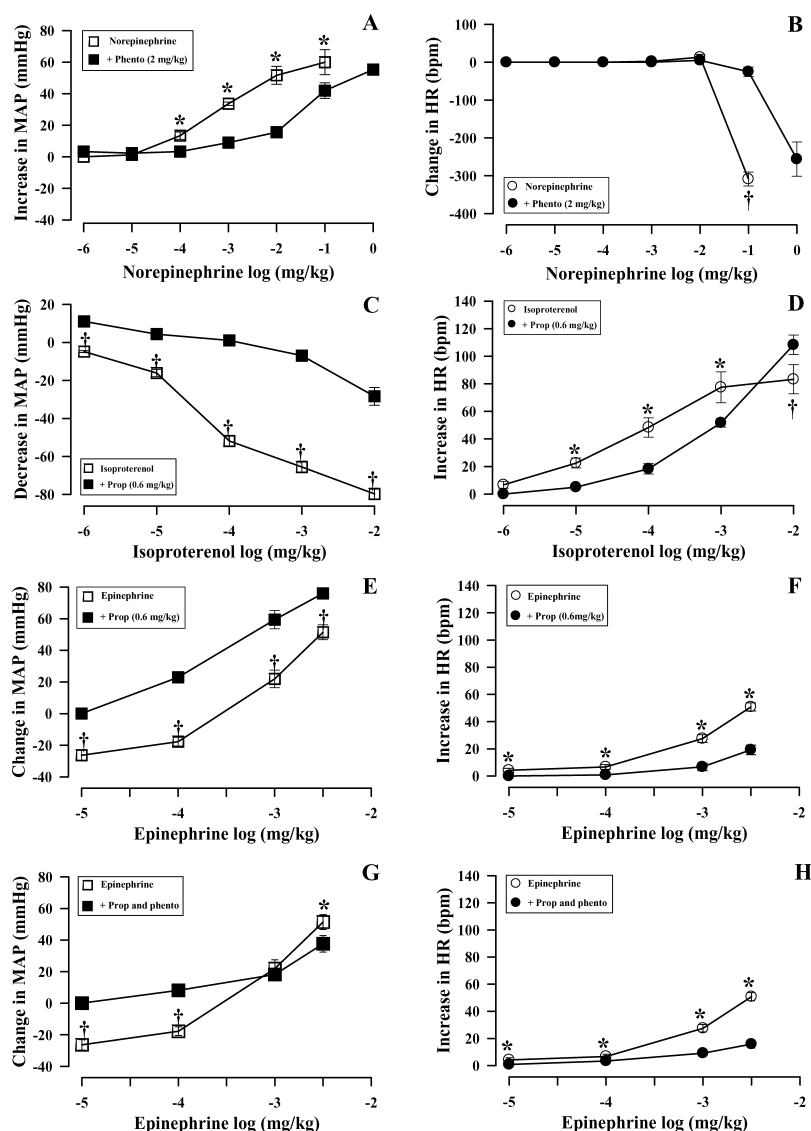 A
Increase in MAP (mmHg)
Norepinephrine
+ Phento (2 mg/kg)
80
60
40
20
0
20
40
* * * *
-6 -5 -4 -3 -2 -1 0
Norepinephrine log (mg/kg)
B
Change in HR (bpm)
100
0
-100
-200
-300
-400
†
Norepinephrine
+ Phento (2 mg/kg)
-6 -5 -4 -3 -2 -1 0
Norepinephrine log (mg/kg)
C
Decrease in MAP (mmHg)
20
0
-20
-40
-60
-80
† † † † †
Isoproterenol
+ Prop (0.6 mg/kg)
-6 -5 -4 -3 -2
Isoproterenol log (mg/kg)
D
Increase in HR (bpm)
Isoproterenol
+ Prop (0.6 mg/kg)
140
120
100
80
60
40
20
0
* * * †
-6 -5 -4 -3 -2
Isoproterenol log (mg/kg)
E
Change in MAP (mmHg)
Epinephrine
+ Prop (0.6 mg/kg)
80
60
40
20
0
-20
-40
† † † †
-5 -4 -3 -2
Epinephrine log (mg/kg)
F
Increase in HR (bpm)
Epinephrine
+ Prop (0.6mg/kg)
140
120
100
80
60
40
20
0
* * * *
-5 -4 -3 -2
Epinephrine log (mg/kg)
G
Change in MAP (mmHg)
Epinephrine
+ Prop and phento
80
60
40
20
0
-20
-40
† † *
-5 -4 -3 -2
Epinephrine log (mg/kg)
H
Increase in HR (bpm)
Epinephrine
+ Prop and phento
140
120
100
80
60
40
20
0
* * * *
-5 -4 -3 -2
Epinephrine log (mg/kg)